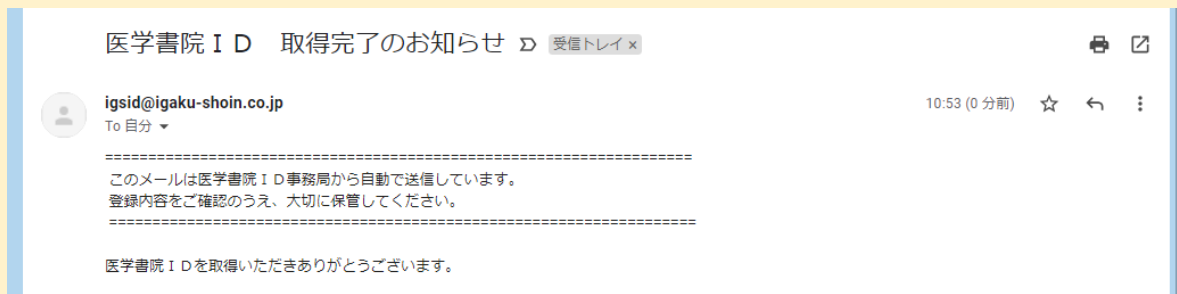 医学書院ＩＤ　取得完了のお知らせ 受信トレイ ×
igsid@igaku-shoin.co.jp 10:53 (0 分前)
To 自分
====================================================================
このメールは医学書院ＩＤ事務局から自動で送信しています。
登録内容をご確認のうえ、大切に保管してください。
====================================================================
医学書院ＩＤを取得いただきありがとうございます。